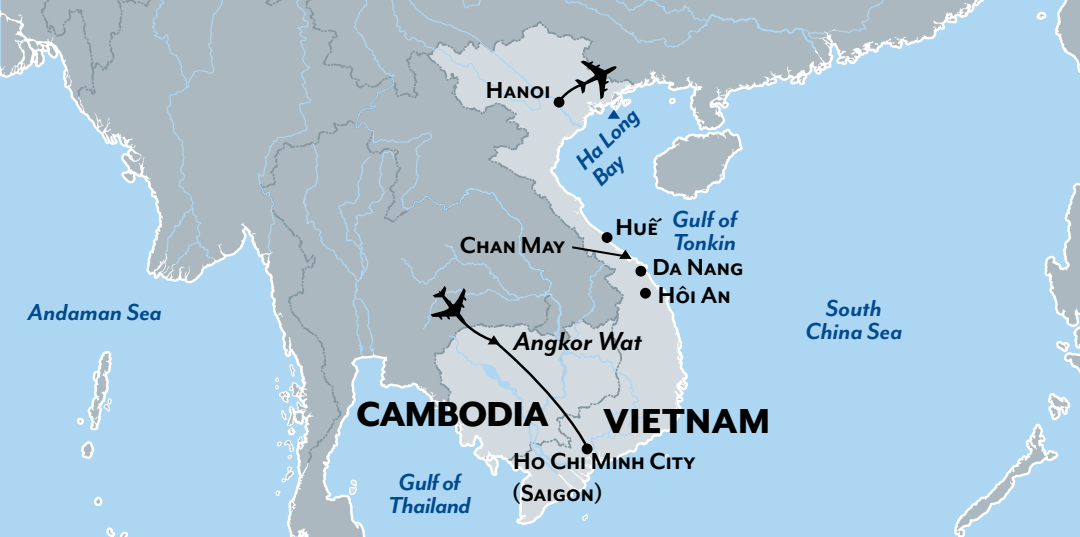 HANOI
Ha Long
Bay
HUẾ
Gulf of
Tonkin
CHAN MAY
DA NANG
HÔI AN
Andaman Sea
South
China Sea
Angkor Wat
CAMBODIA
VIETNAM
HO CHI MINH CITY
(SAIGON)
Gulf of
Thailand